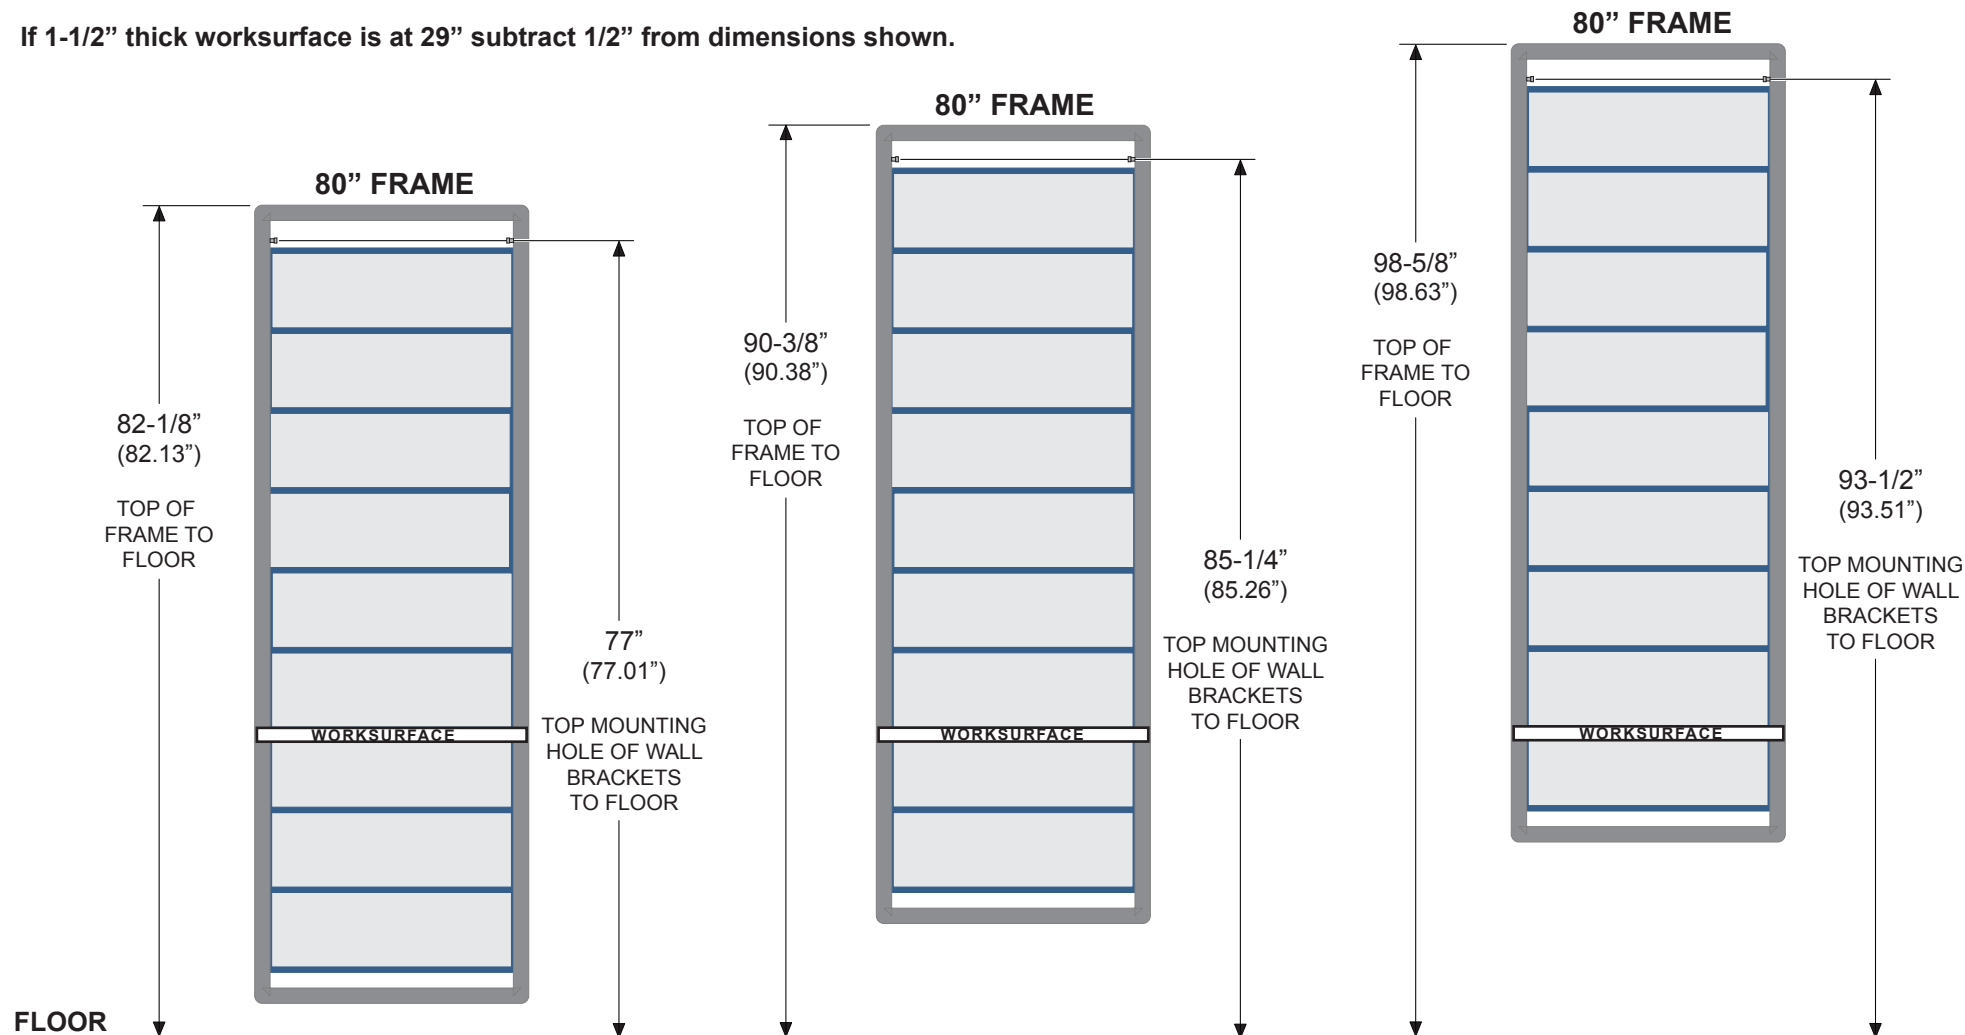 If 1-1/2” thick worksurface is at 29” subtract 1/2” from dimensions shown.
80” FRAME
82-1/8”
(82.13”)
TOP OF
FRAME TO
FLOOR
77”
(77.01”)
TOP MOUNTING
HOLE OF WALL
BRACKETS
TO FLOOR
WORKSURFACE
80” FRAME
90-3/8”
(90.38”)
TOP OF
FRAME TO
FLOOR
85-1/4”
(85.26”)
TOP MOUNTING
HOLE OF WALL
BRACKETS
TO FLOOR
WORKSURFACE
80” FRAME
98-5/8”
(98.63”)
TOP OF
FRAME TO
FLOOR
93-1/2”
(93.51”)
TOP MOUNTING
HOLE OF WALL
BRACKETS
TO FLOOR
WORKSURFACE
FLOOR